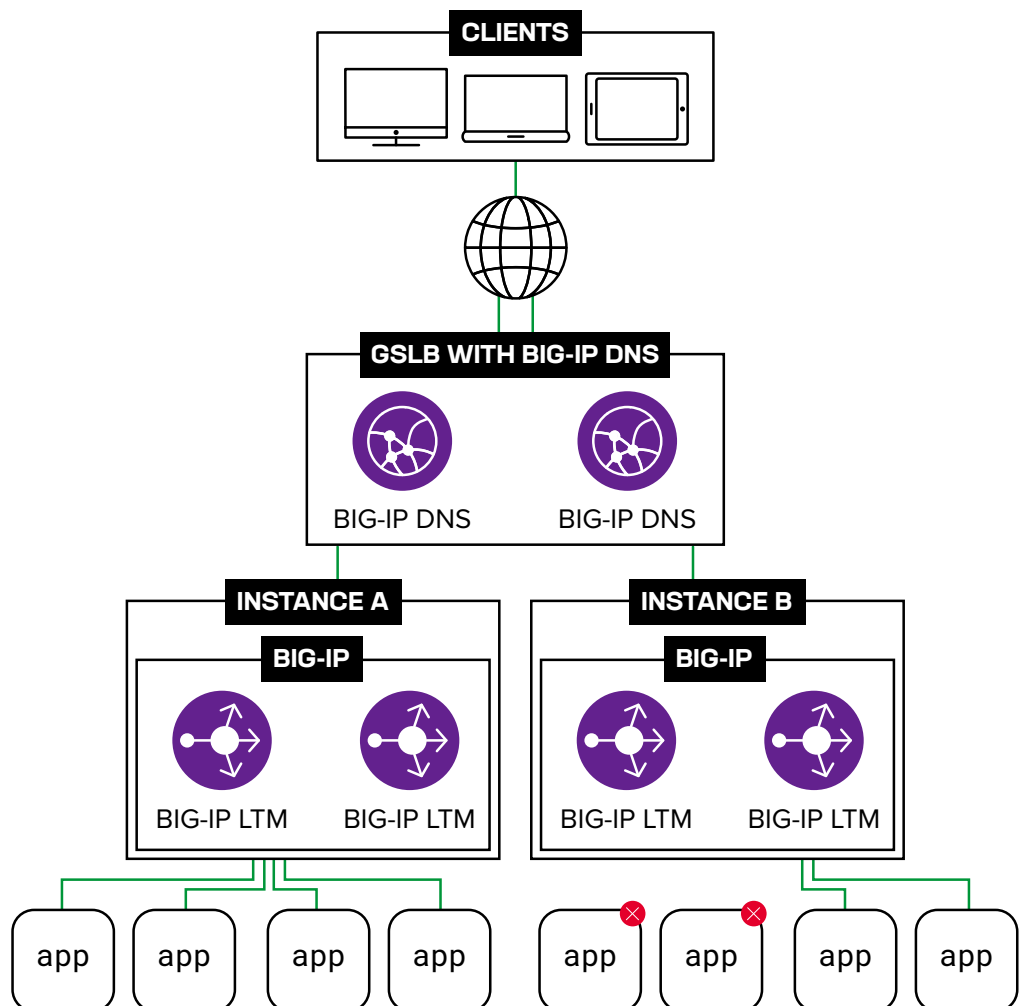 CLIENTS
GSLB WITH BIG-IP DNS
BIG-IP DNS BIG-IP DNS
INSTANCE A INSTANCE B
BIG-IP BIG-IP
BIG-IP LTM BIG-IP LTM BIG-IP LTM BIG-IP LTM
app app app app app app app app